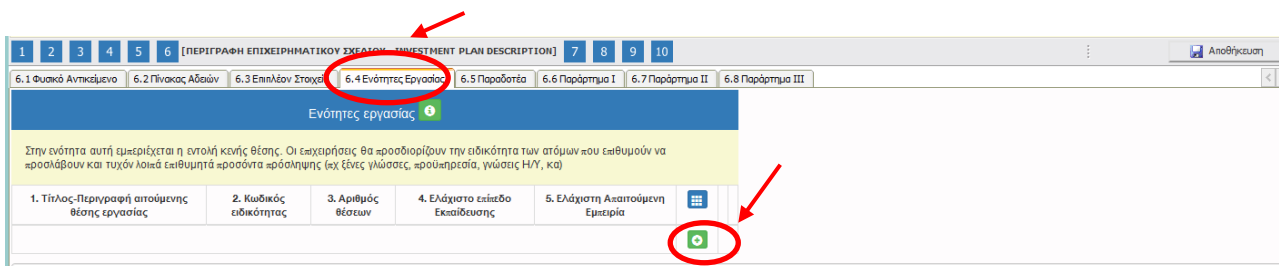 1 2 3 4 5 6 [ΠΕΡΙΓΡΑΦΗ ΕΠΙΧΕΙΡΗΜΑΤΙΚΟΥ ΣΧΕΔΙΟΥ - INVESTMENT PLAN DESCRIPTION] 7 8 9 10 Αποθήκευση
6.1 Φυσικό Αντικείμενο 6.2 Πίνακας Αδειών 6.3 Επιπλέον Στοιχεία 6.4 Ενότητες Εργασίας 6.5 Παραδοτέα 6.6 Παράρτημα I 6.7 Παράρτημα II 6.8 Παράρτημα III
Ενότητες εργασίας
Στην ενότητα αυτή εμπεριέχεται η εντολή κενής θέσης. Οι επιχειρήσεις θα προσδιορίζουν την ειδικότητα των ατόμων που επιθυμούν να
προσλάβουν και τυχόν λοιπά επιθυμητά προσόντα πρόσληψης (πχ ξένες γλώσσες, προϋπηρεσία, γνώσεις Η/Υ, κα)
1. Τίτλος-Περιγραφή αιτούμενης 2. Κωδικός 3. Αριθμός 4. Ελάχιστο επίπεδο 5. Ελάχιστη Απαιτούμενη
θέσης εργασίας ειδικότητας θέσεων Εκπαίδευσης Εμπειρία